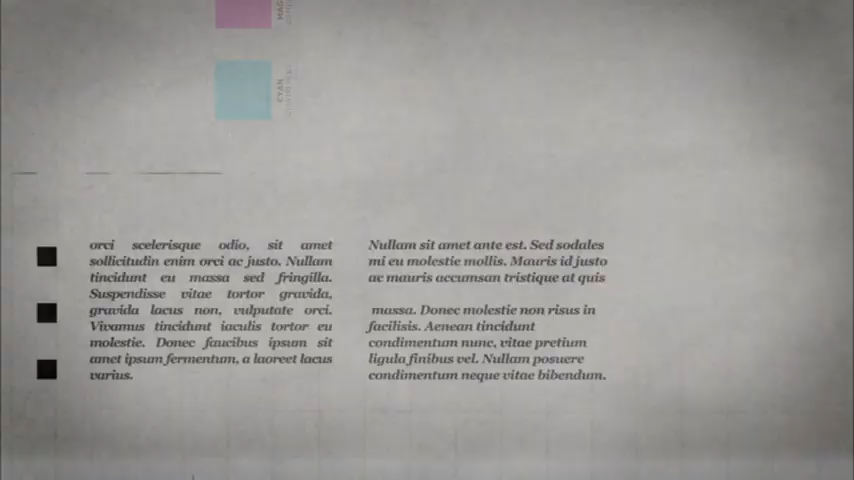 MAG
CYAN
orci scelerisque odio, sit amet
sollicitudin enim orci ac justo. Nullam
tincidunt eu massa sed fringilla.
Suspendisse vitae tortor gravida,
gravida lacus non, vulputate orci.
Vivamus tincidunt iaculis tortor eu
molestie. Donec faucibus ipsum sit
amet ipsum fermentum, a laoreet lacus
varius.
Nullam sit amet ante est. Sed sodales
mi eu molestie mollis. Mauris id justo
ac mauris accumsan tristique at quis
massa. Donec molestie non risus in
facilisis. Aenean tincidunt
condimentum nunc, vitae pretium
ligula finibus vel. Nullam posuere
condimentum neque vitae bibendum.